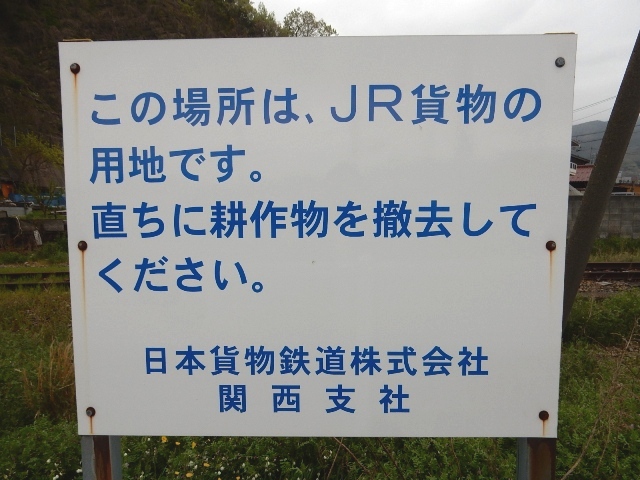 この場所は、JR貨物の
用地です。
直ちに耕作物を撤去して
ください。
日本貨物鉄道株式会社
関西支社